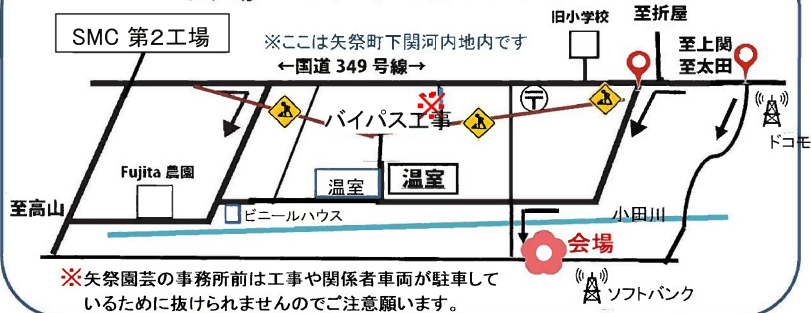 旧小学校
至折屋
SMC 第2工場
※ここは矢祭町下関河内地内です
至上関
至太田
←国道 349 号線→
※
〒
バイパス工事
ドコモ
Fujita 農園
温室
温室
至高山
ビニールハウス
小田川
会場
※矢祭園芸の事務所前は工事や関係者車両が駐車して
いるために抜けられませんのでご注意願います。
ソフトバンク